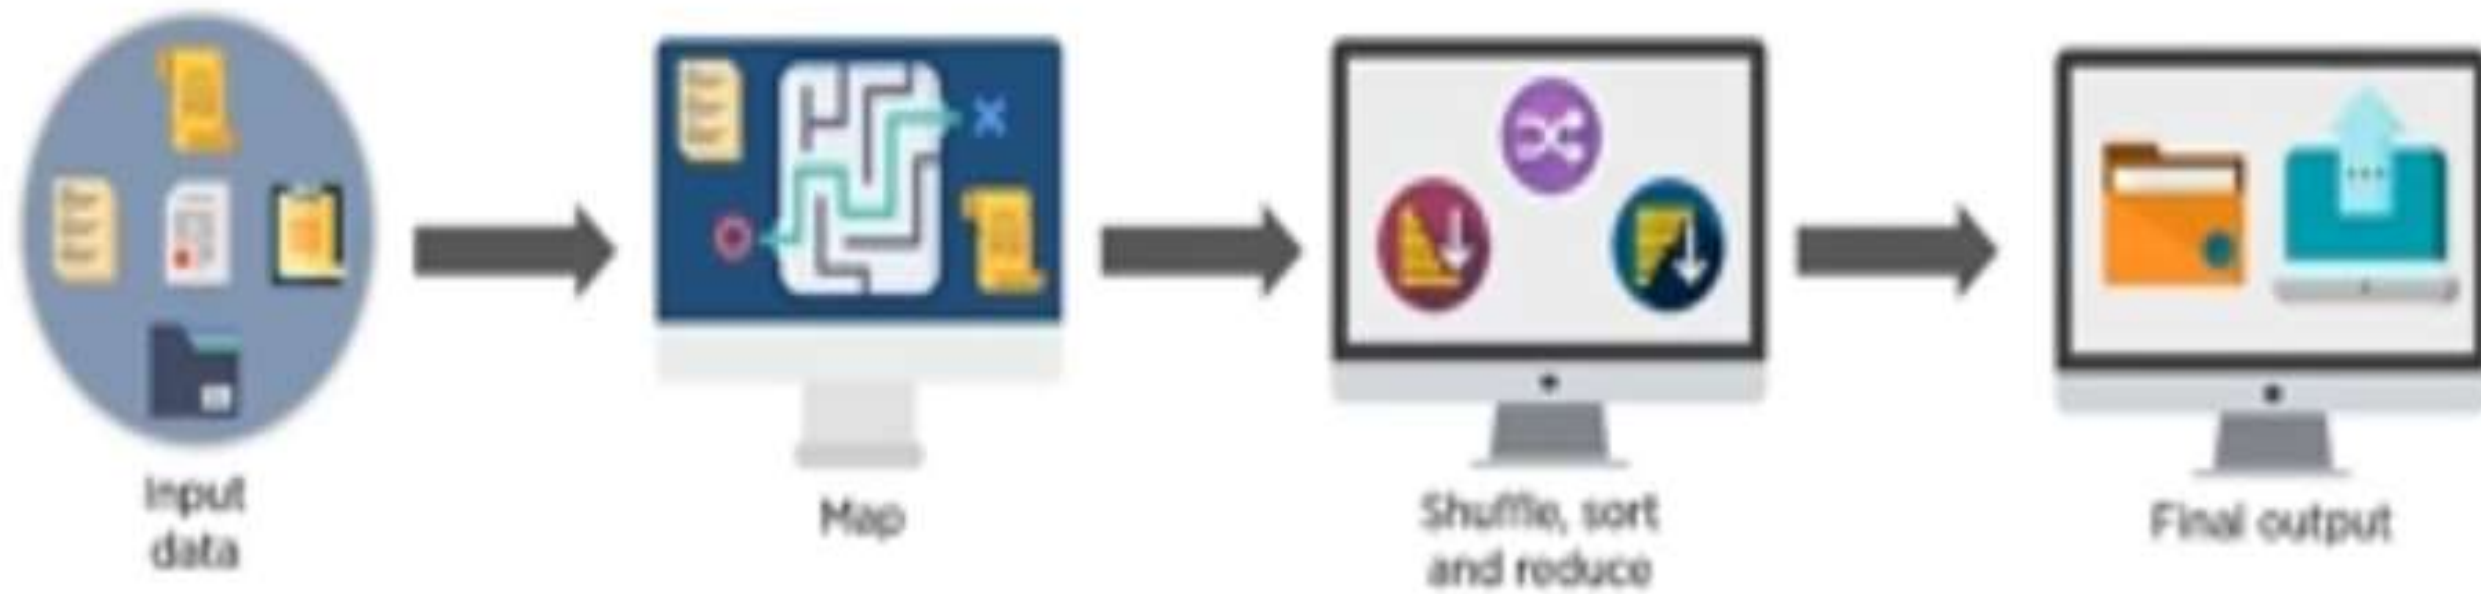 Input
data
Map
Shuffle, sort
and reduce
Final output